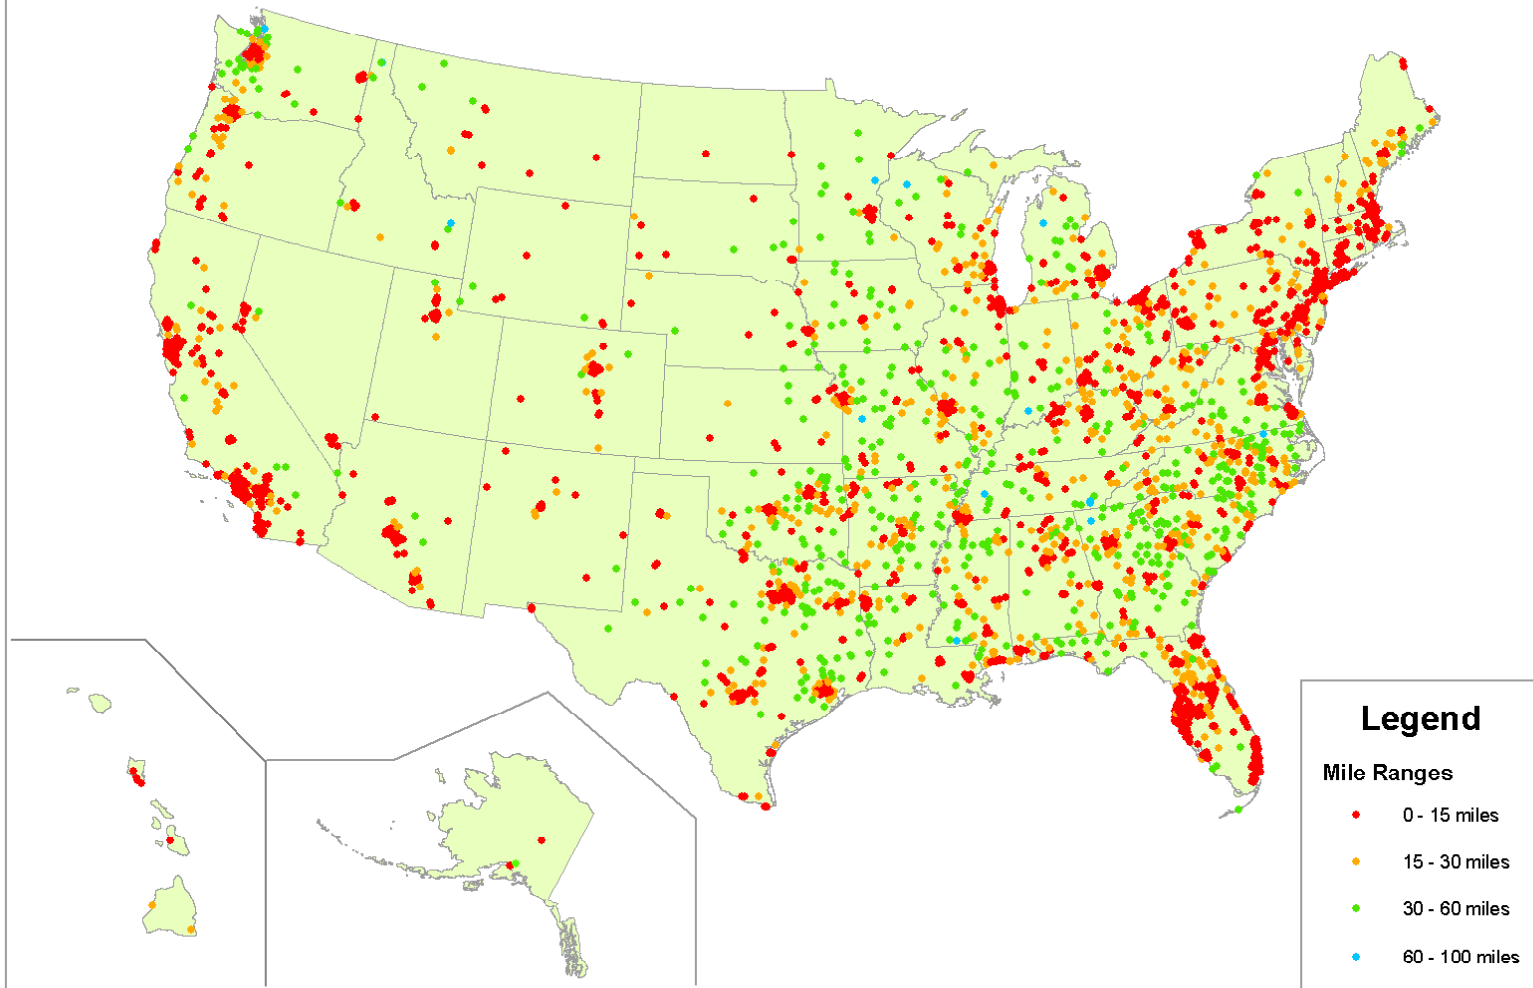 Legend
Mile Ranges
0 - 15 miles
15 - 30 miles
30 - 60 miles
60 - 100 miles